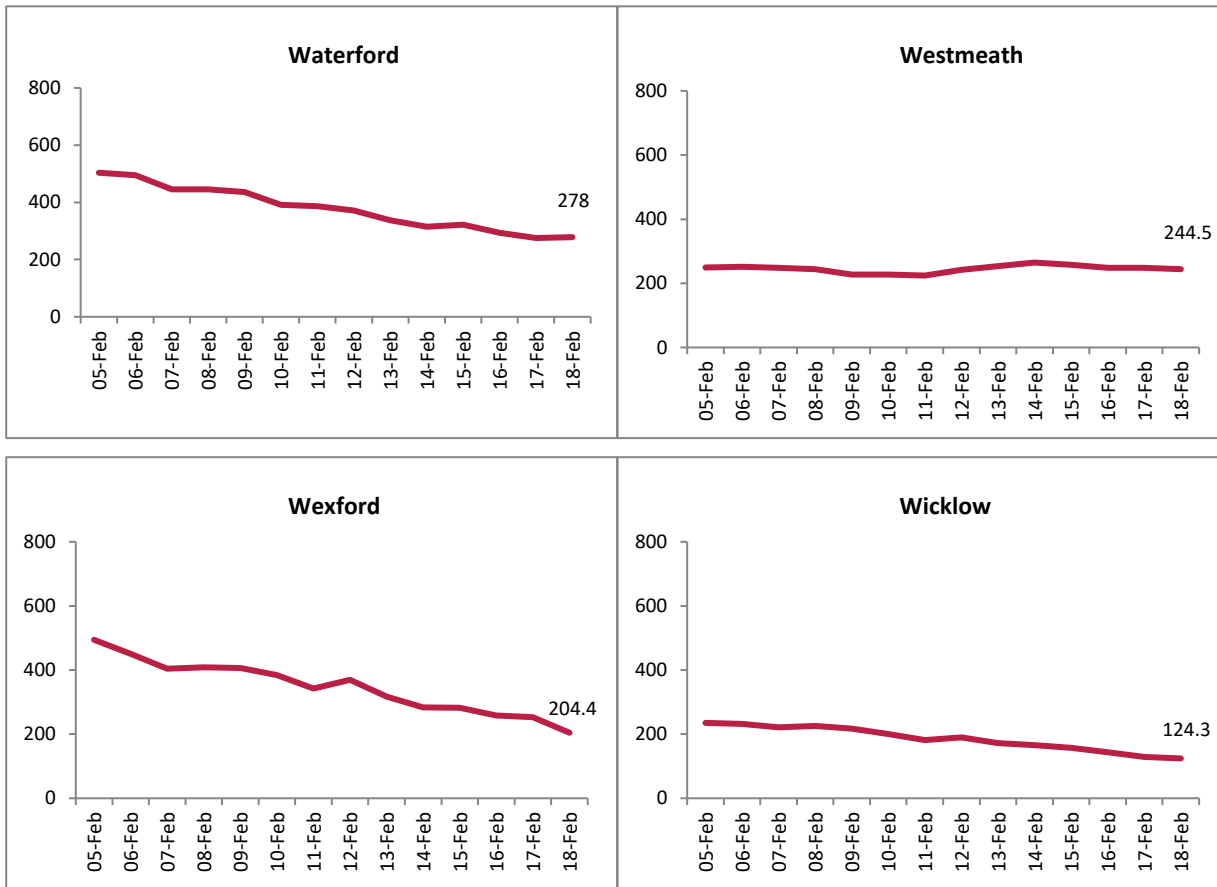 Waterford
800
600
400
200
0
278
05-Feb
06-Feb
07-Feb
08-Feb
09-Feb
10-Feb
11-Feb
12-Feb
13-Feb
14-Feb
15-Feb
16-Feb
17-Feb
18-Feb
Westmeath
800
600
400
200
0
244.5
05-Feb
06-Feb
07-Feb
08-Feb
09-Feb
10-Feb
11-Feb
12-Feb
13-Feb
14-Feb
15-Feb
16-Feb
17-Feb
18-Feb
Wexford
800
600
400
200
0
204.4
05-Feb
06-Feb
07-Feb
08-Feb
09-Feb
10-Feb
11-Feb
12-Feb
13-Feb
14-Feb
15-Feb
16-Feb
17-Feb
18-Feb
Wicklow
800
600
400
200
0
124.3
05-Feb
06-Feb
07-Feb
08-Feb
09-Feb
10-Feb
11-Feb
12-Feb
13-Feb
14-Feb
15-Feb
16-Feb
17-Feb
18-Feb